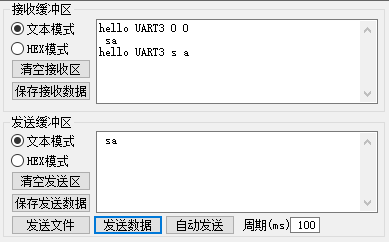 接收缓冲区
文本模式
HEX模式
清空接收区
保存接收数据
hello UART3 0 0
 sa
hello UART3 s a
发送缓冲区
文本模式
HEX模式
清空发送区
保存发送数据
 sa
发送文件 发送数据 自动发送 周期(ms) 100